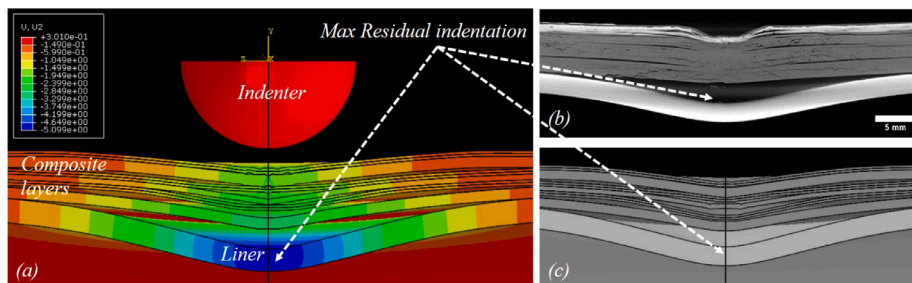 U, U2
+3.010e-01
-1.490e-01
-5.990e-01
-1.049e+00
-1.499e+00
-1.949e+00
-2.399e+00
-2.849e+00
-3.299e+00
-3.749e+00
-4.199e+00
-4.649e+00
-5.099e+00
Y
Z
X
Indenter
Max Residual indentation
Composite
layers
Liner
(a)
(b)
5 mm
(c)